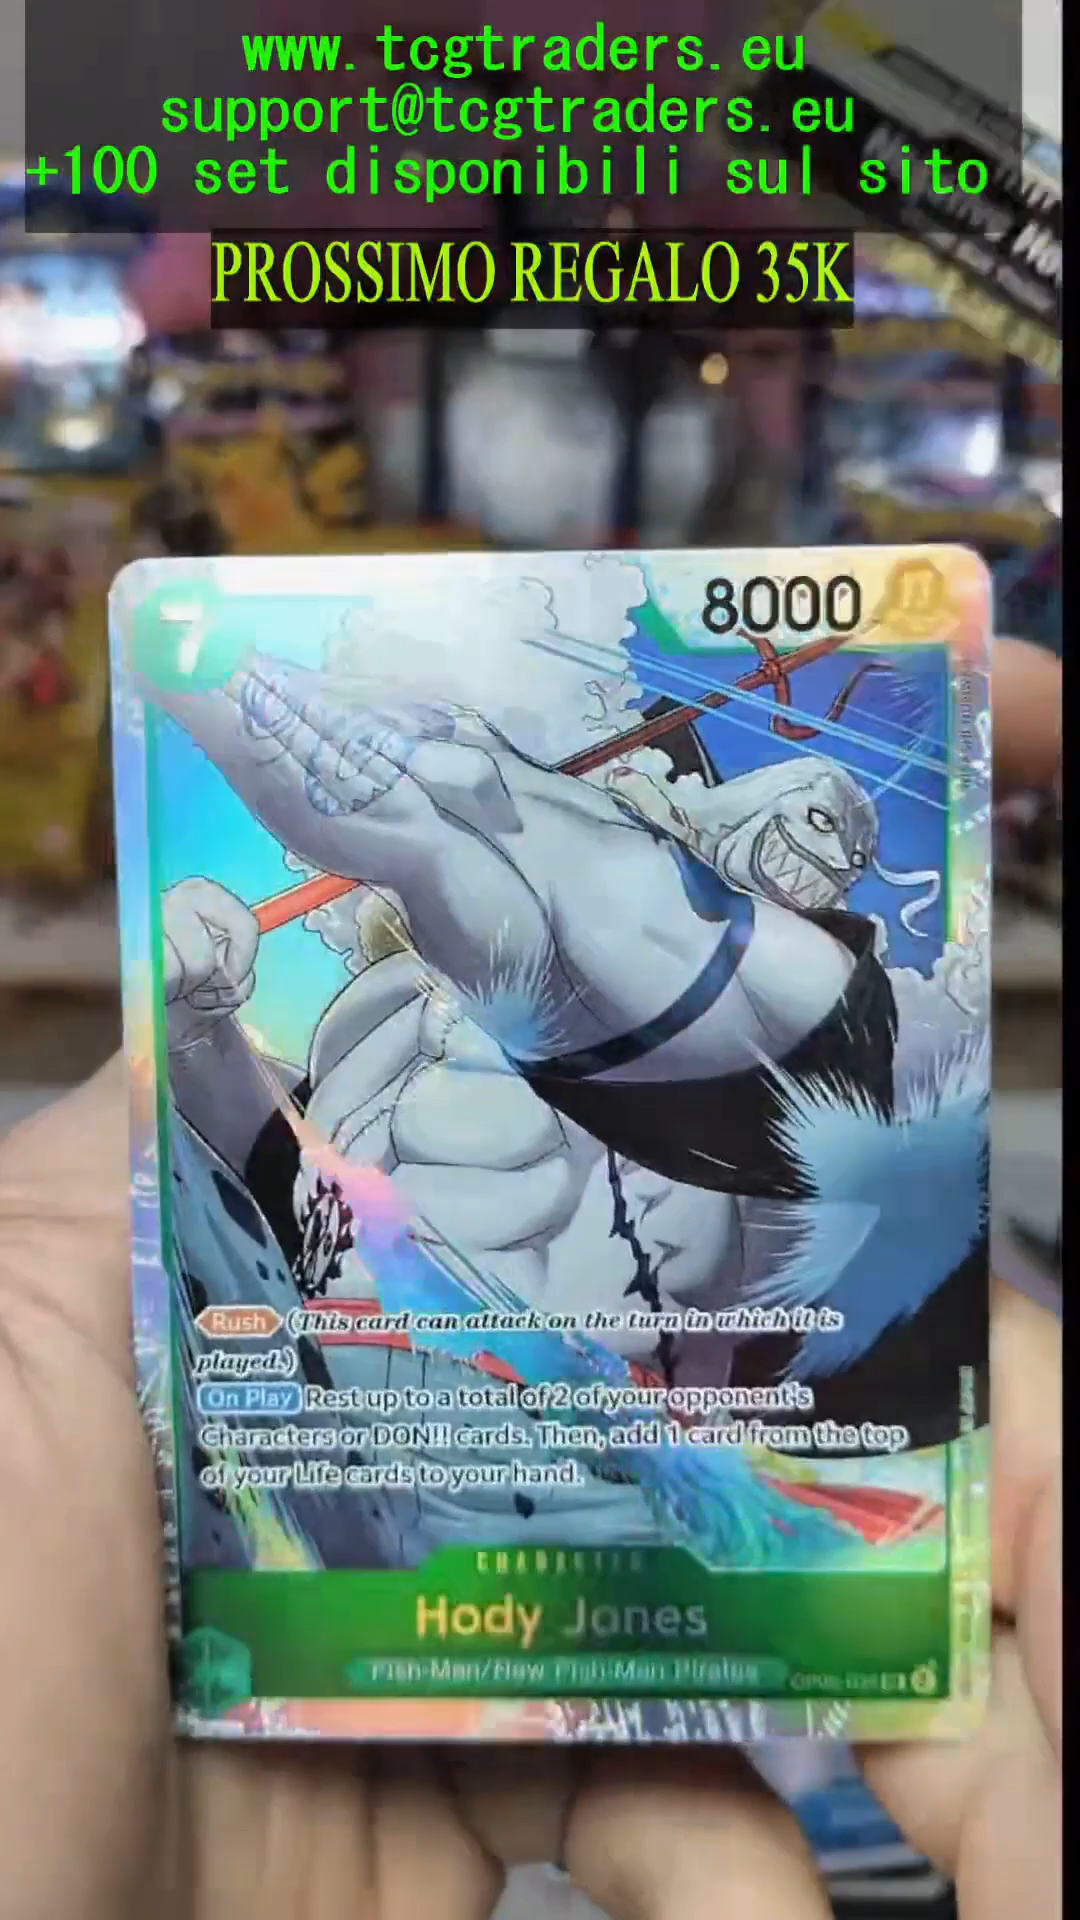 www.tcgtraders.eu
support@tcgtraders.eu
+100 set disponibili sul sito
PROSSIMO REGALO 35K
7
8000
Rush (This card can attack on the turn in which it is
played.)
On Play Rest up to a total of 2 of your opponent's
Characters or DON!! cards. Then, add 1 card from the top
of your Life cards to your hand.
CHARACTER
Hody Jones
Fish-Man/New Fish-Man Pirates